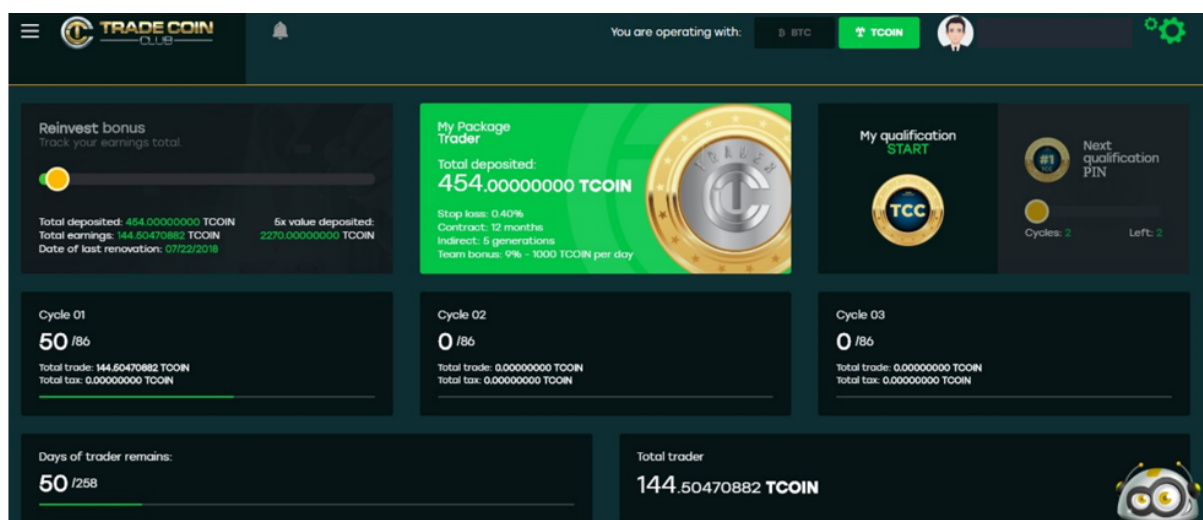 TRADE COIN
CLUB
You are operating with:
BTC
TCOIN
Reinvest bonus
Track your earnings total.
Total deposited: 454.00000000 TCOIN
Total earnings: 144.50470882 TCOIN
Date of last renovation: 07/22/2018
5x value deposited:
2270.00000000 TCOIN
My Package
Trader
Total deposited:
454.00000000 TCOIN
Stop loss: 0.40%
Contract: 12 months
Indirect: 5 generations
Team bonus: 9% - 1000 TCOIN per day
TRADER
My qualification
START
TCC
#1
TCC
Next
qualification
PIN
Cycles: 2
Left: 2
Cycle 01
50 /86
Total trade: 144.50470882 TCOIN
Total tax: 0.00000000 TCOIN
Cycle 02
0 /86
Total trade: 0.00000000 TCOIN
Total tax: 0.00000000 TCOIN
Cycle 03
0 /86
Total trade: 0.00000000 TCOIN
Total tax: 0.00000000 TCOIN
Days of trader remains:
50 /258
Total trader
144.50470882 TCOIN